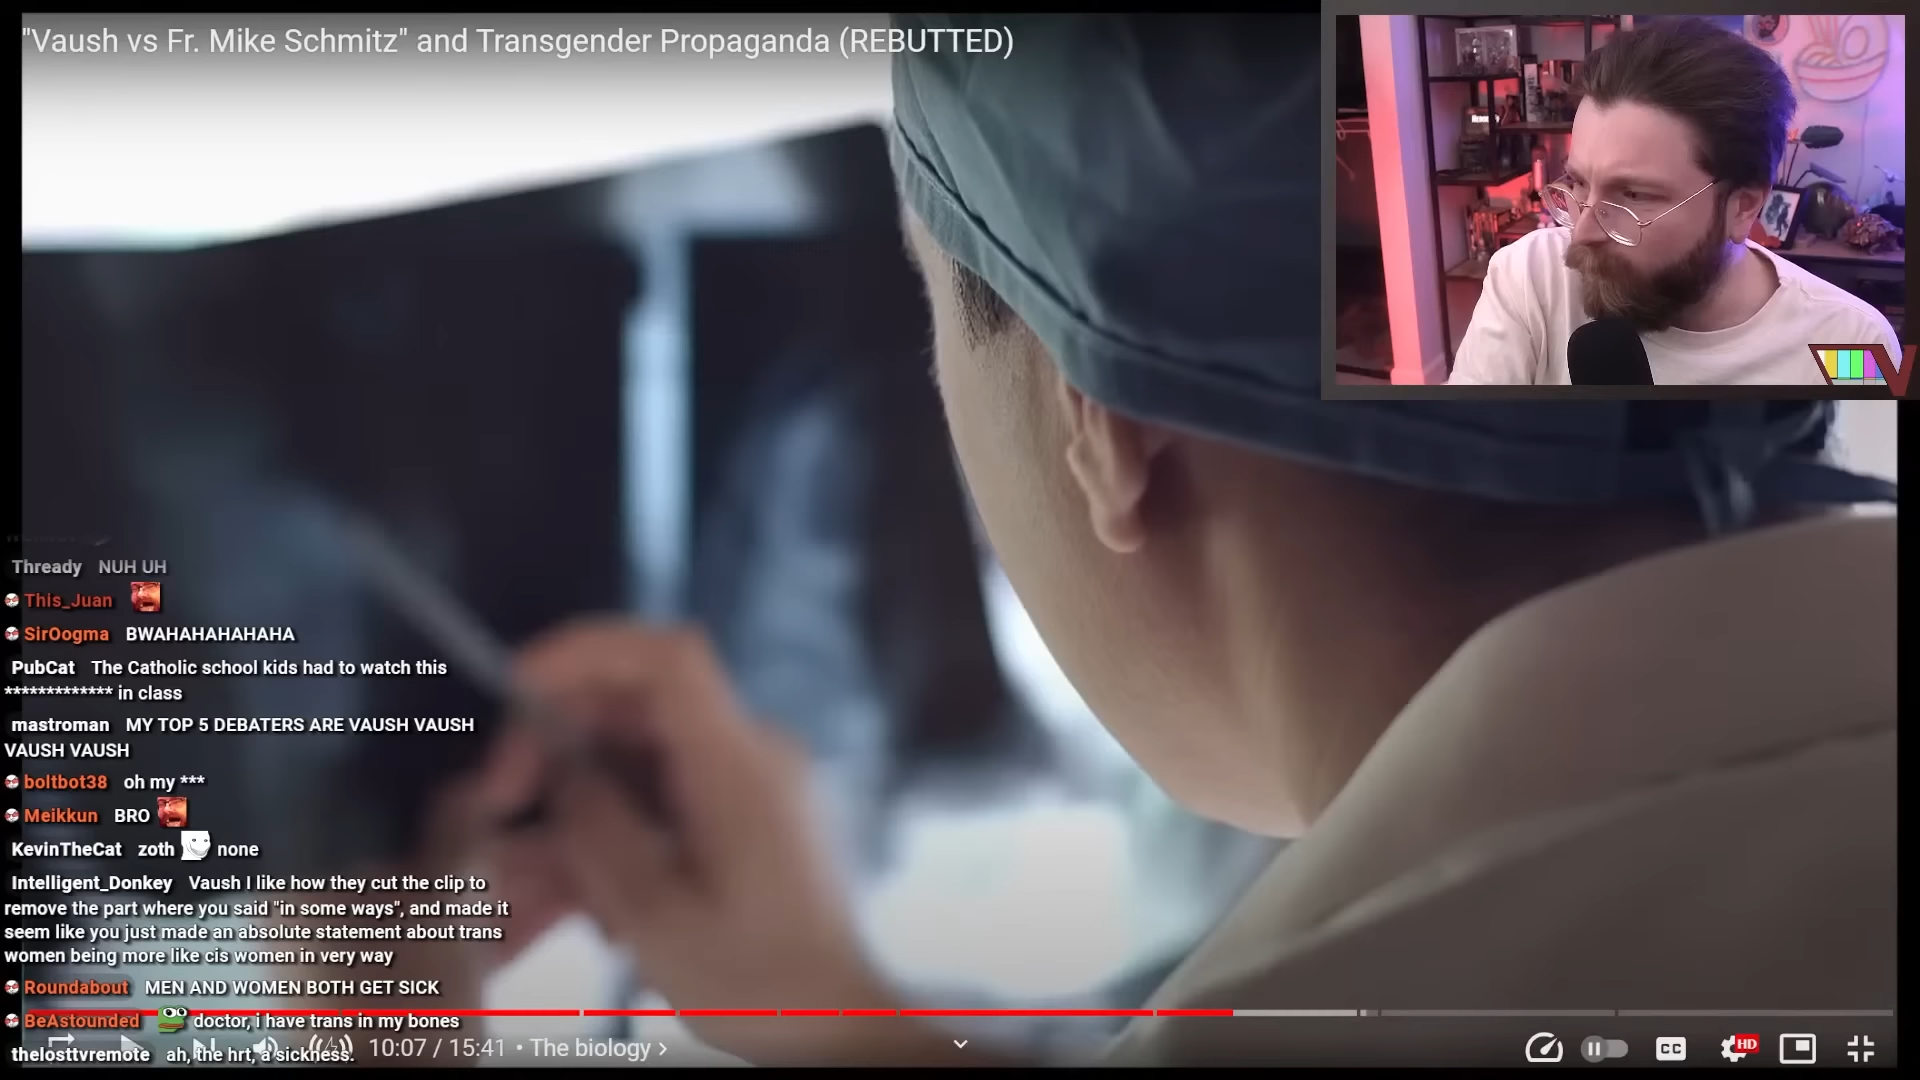 "Vaush vs Fr. Mike Schmitz" and Transgender Propaganda (REBUTTED)
Thready NUH UH
This_Juan
SirOogma BWAHAHAHAHAHA
PubCat The Catholic school kids had to watch this
************* in class
mastroman MY TOP 5 DEBATERS ARE VAUSH VAUSH
VAUSH VAUSH
boltbot38 oh my ***
Meikkun BRO
KevinTheCat zoth none
Intelligent_Donkey Vaush I like how they cut the clip to
remove the part where you said "in some ways", and made it
seem like you just made an absolute statement about trans
women being more like cis women in very way
Roundabout MEN AND WOMEN BOTH GET SICK
BeAstounded doctor, i have trans in my bones
thelosttvremote ah, the hrt, a sickness.
10:07 / 15:41 • The biology
CC
HD